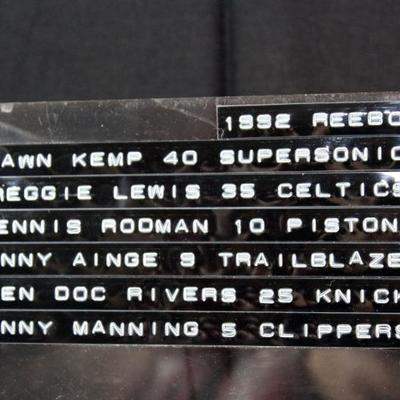 1992 REEBO
AWN KEMP 40 SUPERSONIC
REGGIE LEWIS 35 CELTICS
ENNIS RODMAN 10 PISTON
NNY AINGE 9 TRAILBLAZE
EN DOC RIVERS 25 KNICK
NNY MANNING 5 CLIPPERS